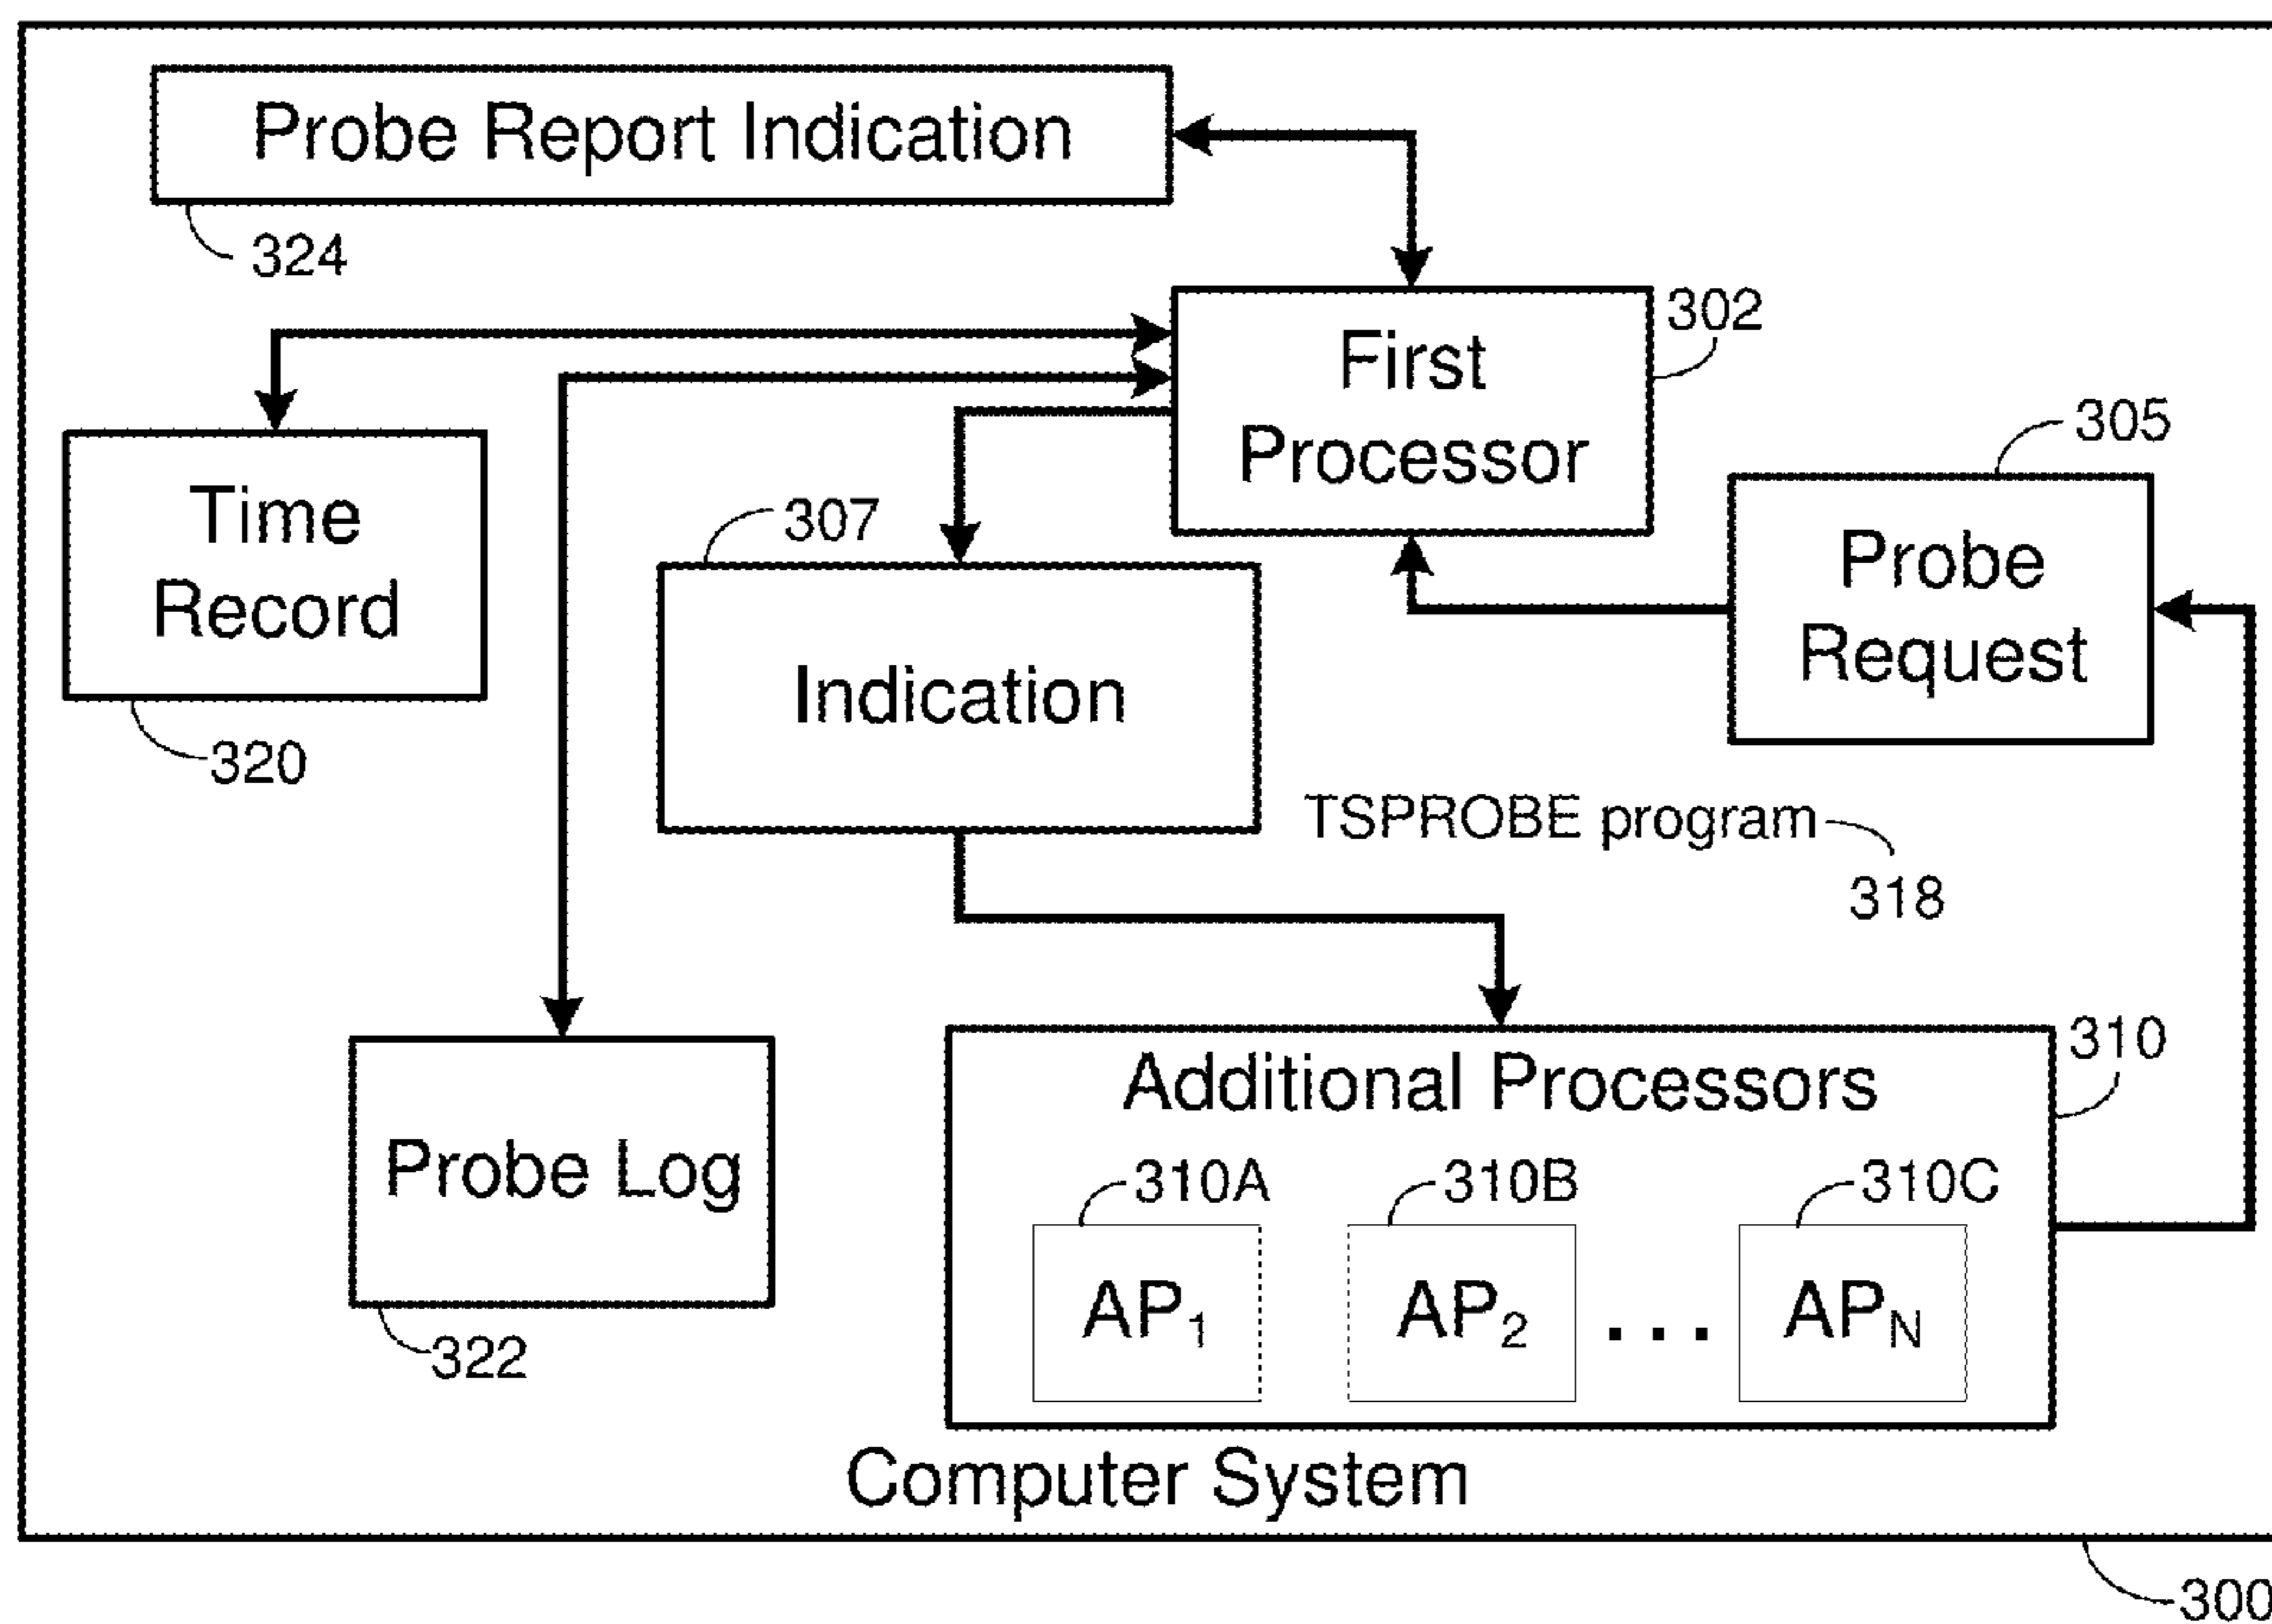 Probe Report Indication
324
First
Processor
302
305
Time
Record
320
307
Indication
Probe
Request
TSPROBE program
318
310
Additional Processors
310A
310B
310C
AP1
AP2
...
APN
Probe Log
322
Computer System
300